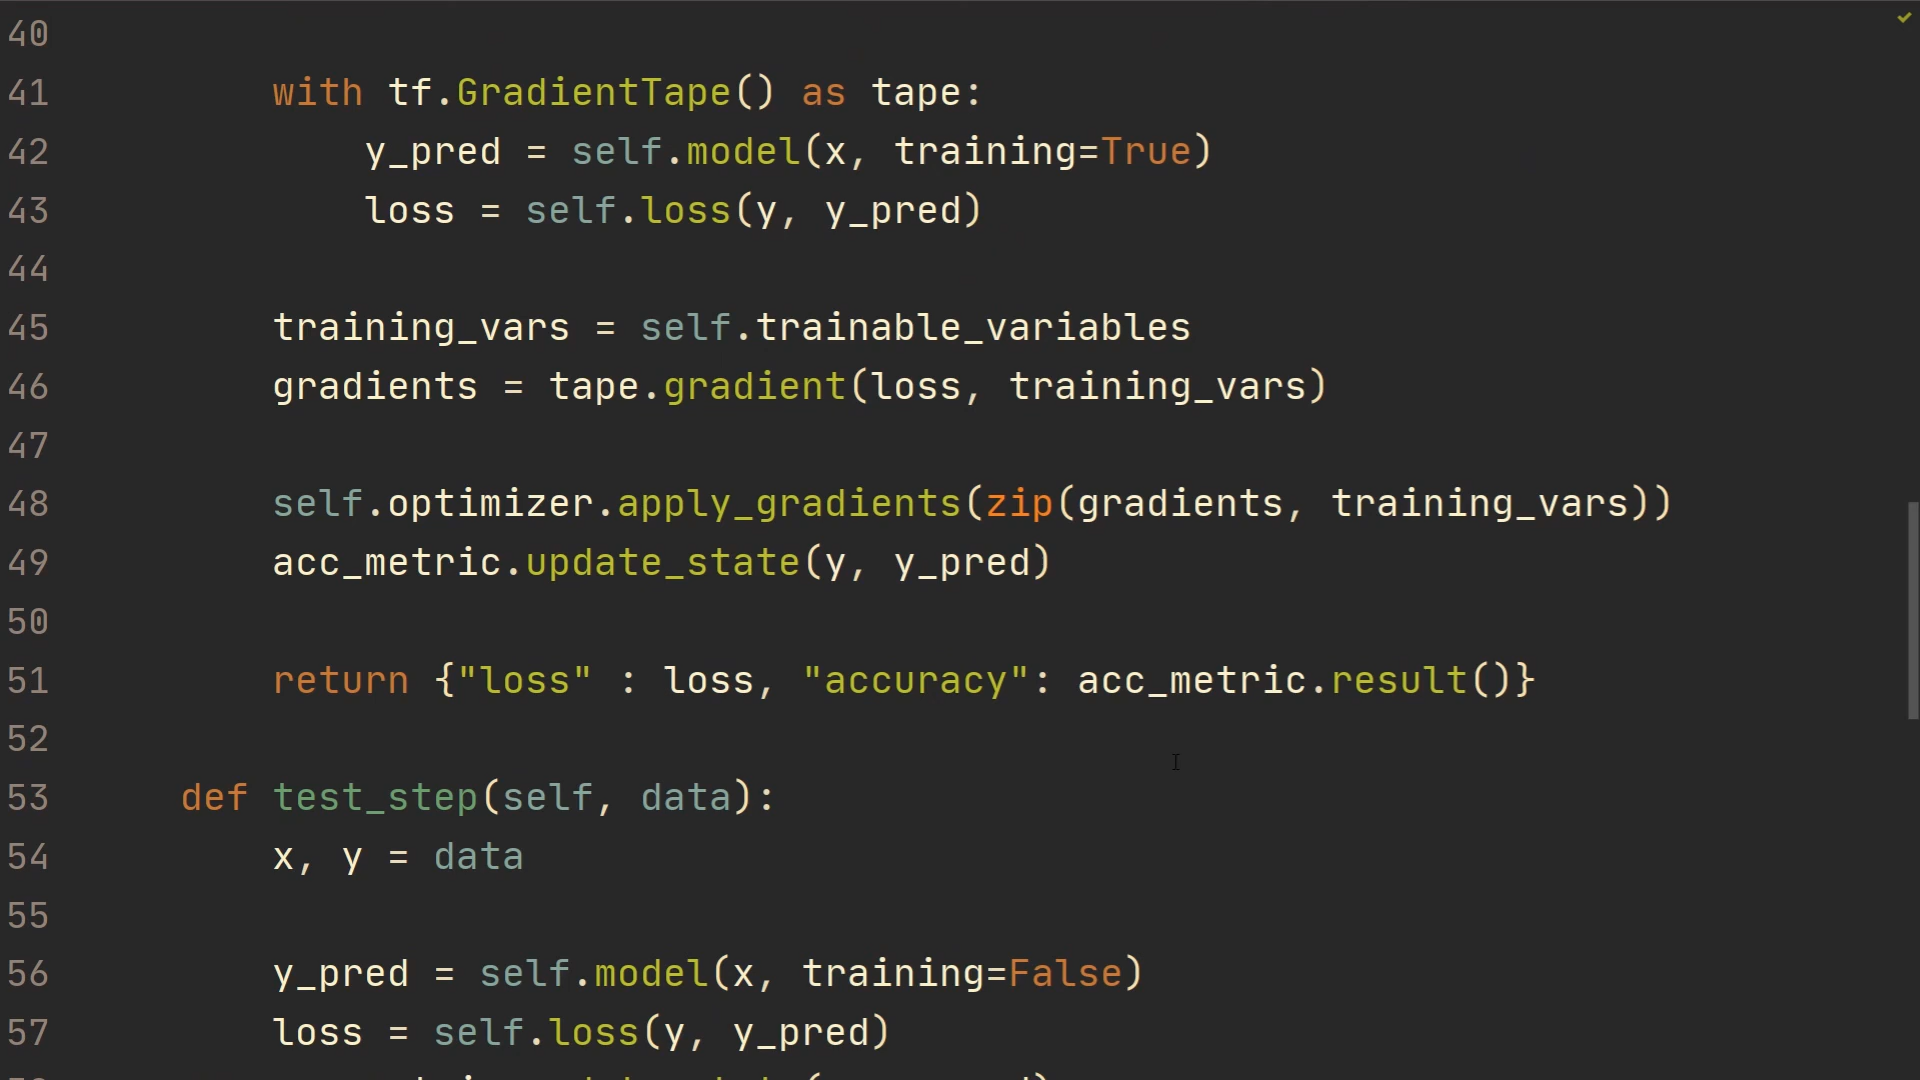 40
41 with tf.GradientTape() as tape:
42 y_pred = self.model(x, training=True)
43 loss = self.loss(y, y_pred)
44
45 training_vars = self.trainable_variables
46 gradients = tape.gradient(loss, training_vars)
47
48 self.optimizer.apply_gradients(zip(gradients, training_vars))
49 acc_metric.update_state(y, y_pred)
50
51 return {"loss" : loss, "accuracy": acc_metric.result()}
52
53 def test_step(self, data):
54 x, y = data
55
56 y_pred = self.model(x, training=False)
57 loss = self.loss(y, y_pred)